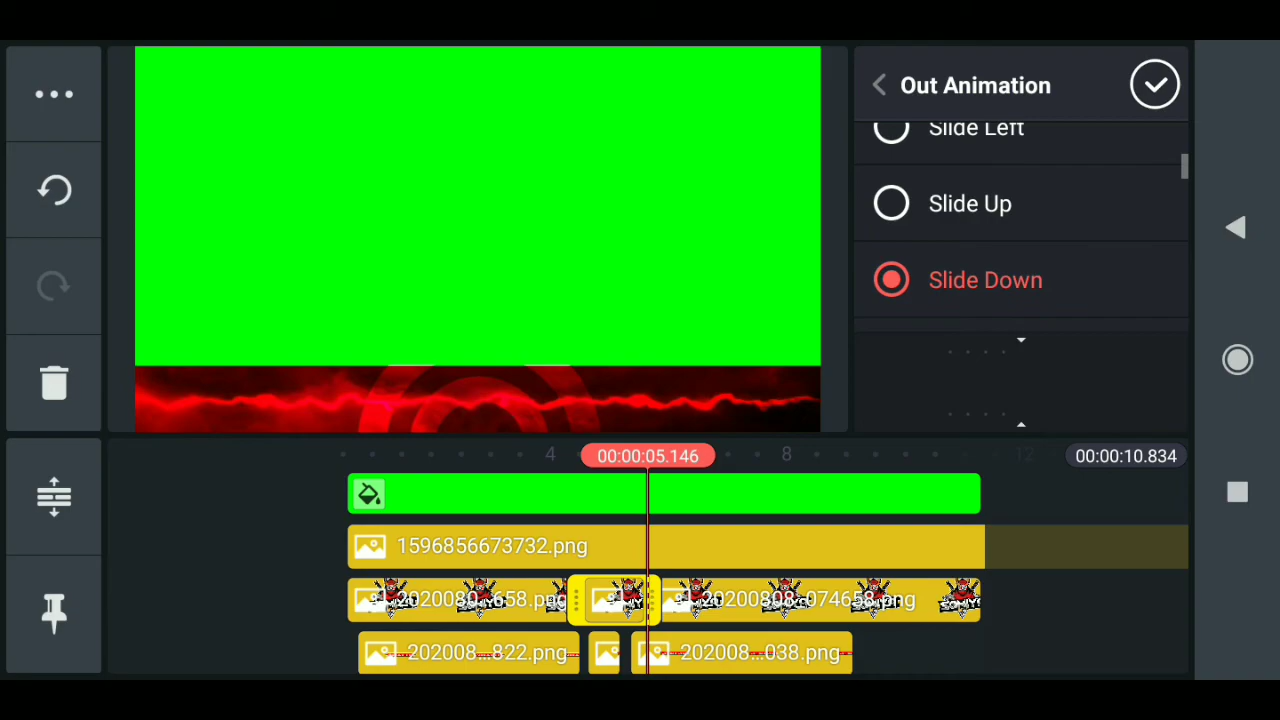 Out Animation
Slide Left
Slide Up
Slide Down
4
00:00:05.146
8
12
00:00:10.834
1596856673732.png
2020080...658.png
20200808_074658.png
202008...822.png
202008...038.png